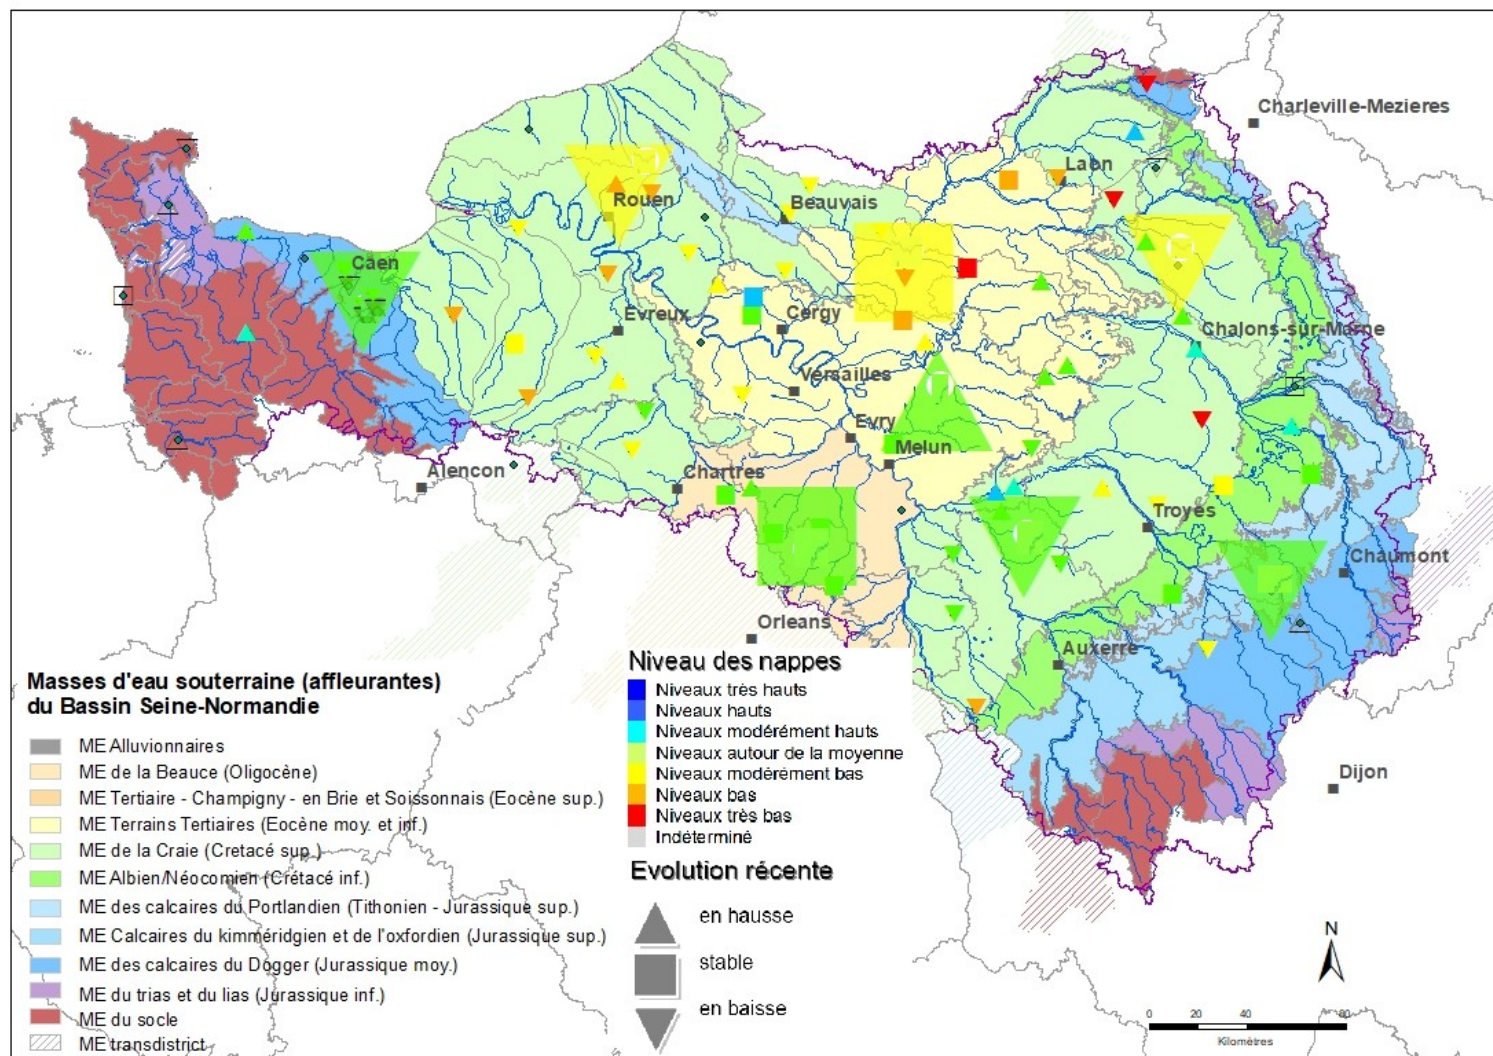 Charleville-Mezieres
Laon
Rouen
Beauvais
Caen
Evreux
Cergy
Chalons-sur-Marne
Versailles
Evry
Melun
Alencon
Chartres
Troyes
Chaumont
Orleans
Auxerre
Dijon
Masses d'eau souterraine (affleurantes)
du Bassin Seine-Normandie
ME Alluvionnaires
ME de la Beauce (Oligocène)
ME Tertiaire - Champigny - en Brie et Soissonnais (Eocène sup.)
ME Terrains Tertiaires (Eocène moy. et inf.)
ME de la Craie (Cretacé sup.)
ME Albien/Néocomien (Crétacé inf.)
ME des calcaires du Portlandien (Tithonien - Jurassique sup.)
ME Calcaires du kimméridgien et de l'oxfordien (Jurassique sup.)
ME des calcaires du Dogger (Jurassique moy.)
ME du trias et du lias (Jurassique inf.)
ME du socle
ME transdistrict
Niveau des nappes
Niveaux très hauts
Niveaux hauts
Niveaux modérément hauts
Niveaux autour de la moyenne
Niveaux modérément bas
Niveaux bas
Niveaux très bas
Indéterminé
Evolution récente
en hausse
stable
en baisse
N
0 20 40 80
Kilomètres